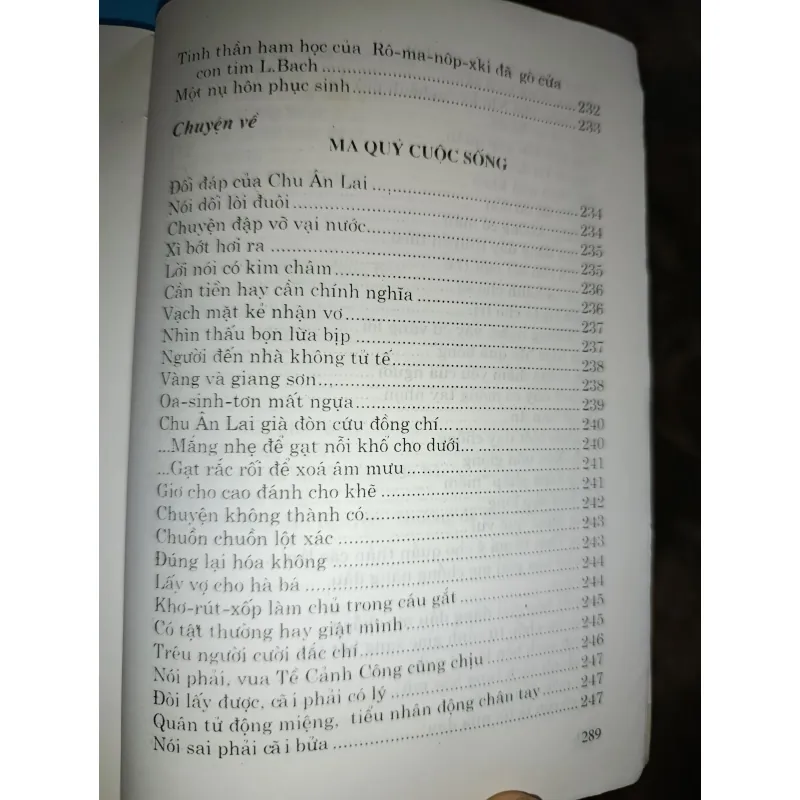 Tinh thần ham học của Rô-ma-nôp-xki đã gò cửa
con tim L.Bach.....232
Một nụ hôn phục sinh.....233
Chuyện về
MA QUỶ CUỘC SỐNG
Đối đáp của Chu Ân Lai.....234
Nói dối lòi đuôi.....234
Chuyện đập vỡ vại nước.....235
Xì bớt hơi ra.....235
Lời nói có kim châm.....236
Cần tiền hay cần chính nghĩa.....236
Vạch mặt kẻ nhận vơ.....237
Nhìn thấu bọn lừa bịp.....237
Người đến nhà không tử tế.....238
Vàng và giang sơn.....238
Oa-sinh-tơn mất ngựa.....239
Chu Ân Lai già đòn cứu đồng chí.....240
...Mắng nhẹ để gạt nỗi khổ cho dưới.....240
...Gạt rắc rối để xoá âm mưu.....241
Giơ cho cao đánh cho khẽ.....241
Chuyện không thành có.....242
Chuồn chuồn lột xác.....243
Đúng lại hóa không.....243
Lấy vợ cho hà bá.....244
Khơ-rút-xốp làm chủ trong cáu gắt.....244
Có tật thường hay giật mình.....245
Trêu người cười đắc chí.....245
Nói phải, vua Tề Cảnh Công cũng chịu.....246
Đòi lấy được, cãi phải có lý.....247
Quân tử động miệng, tiểu nhân động chân tay.....247
Nói sai phải cãi bửa.....247
289